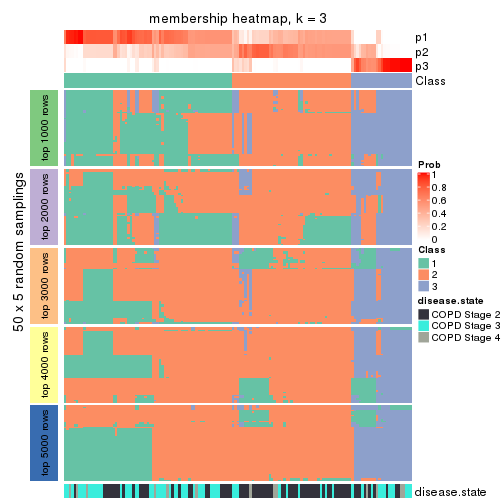 membership heatmap, k = 3
p1
p2
p3
Class
50 x 5 random samplings
top 1000 rows
top 2000 rows
top 3000 rows
top 4000 rows
top 5000 rows
Prob
1
0.8
0.6
0.4
0.2
0
Class
1
2
3
disease.state
COPD Stage 2
COPD Stage 3
COPD Stage 4
disease.state